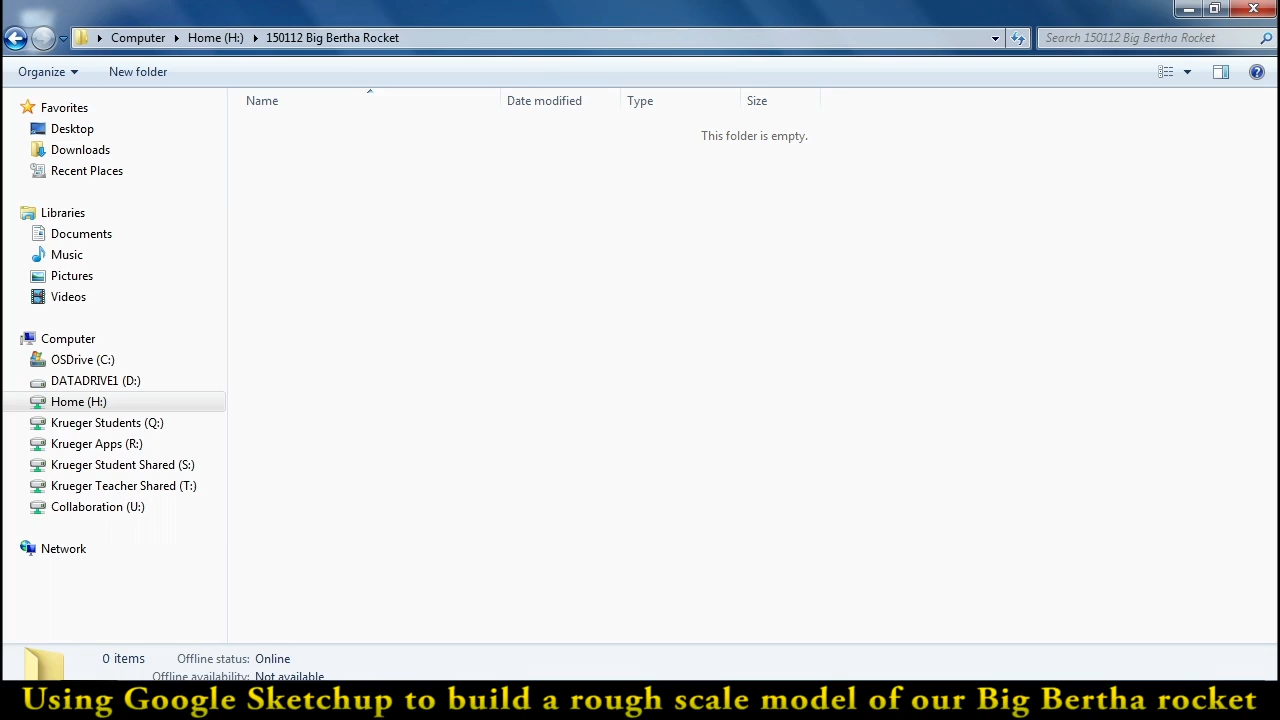 Computer Home (H:) 150112 Big Bertha Rocket Search 150112 Big Bertha Rocket
Organize New folder
Name Date modified Type Size
This folder is empty.
Favorites
Desktop
Downloads
Recent Places
Libraries
Documents
Music
Pictures
Videos
Computer
OSDrive (C:)
DATADRIVE1 (D:)
Home (H:)
Krueger Students (Q:)
Krueger Apps (R:)
Krueger Student Shared (S:)
Krueger Teacher Shared (T:)
Collaboration (U:)
Network
0 items Offline status: Online
Offline availability: Not available
Using Google Sketchup to build a rough scale model of our Big Bertha rocket